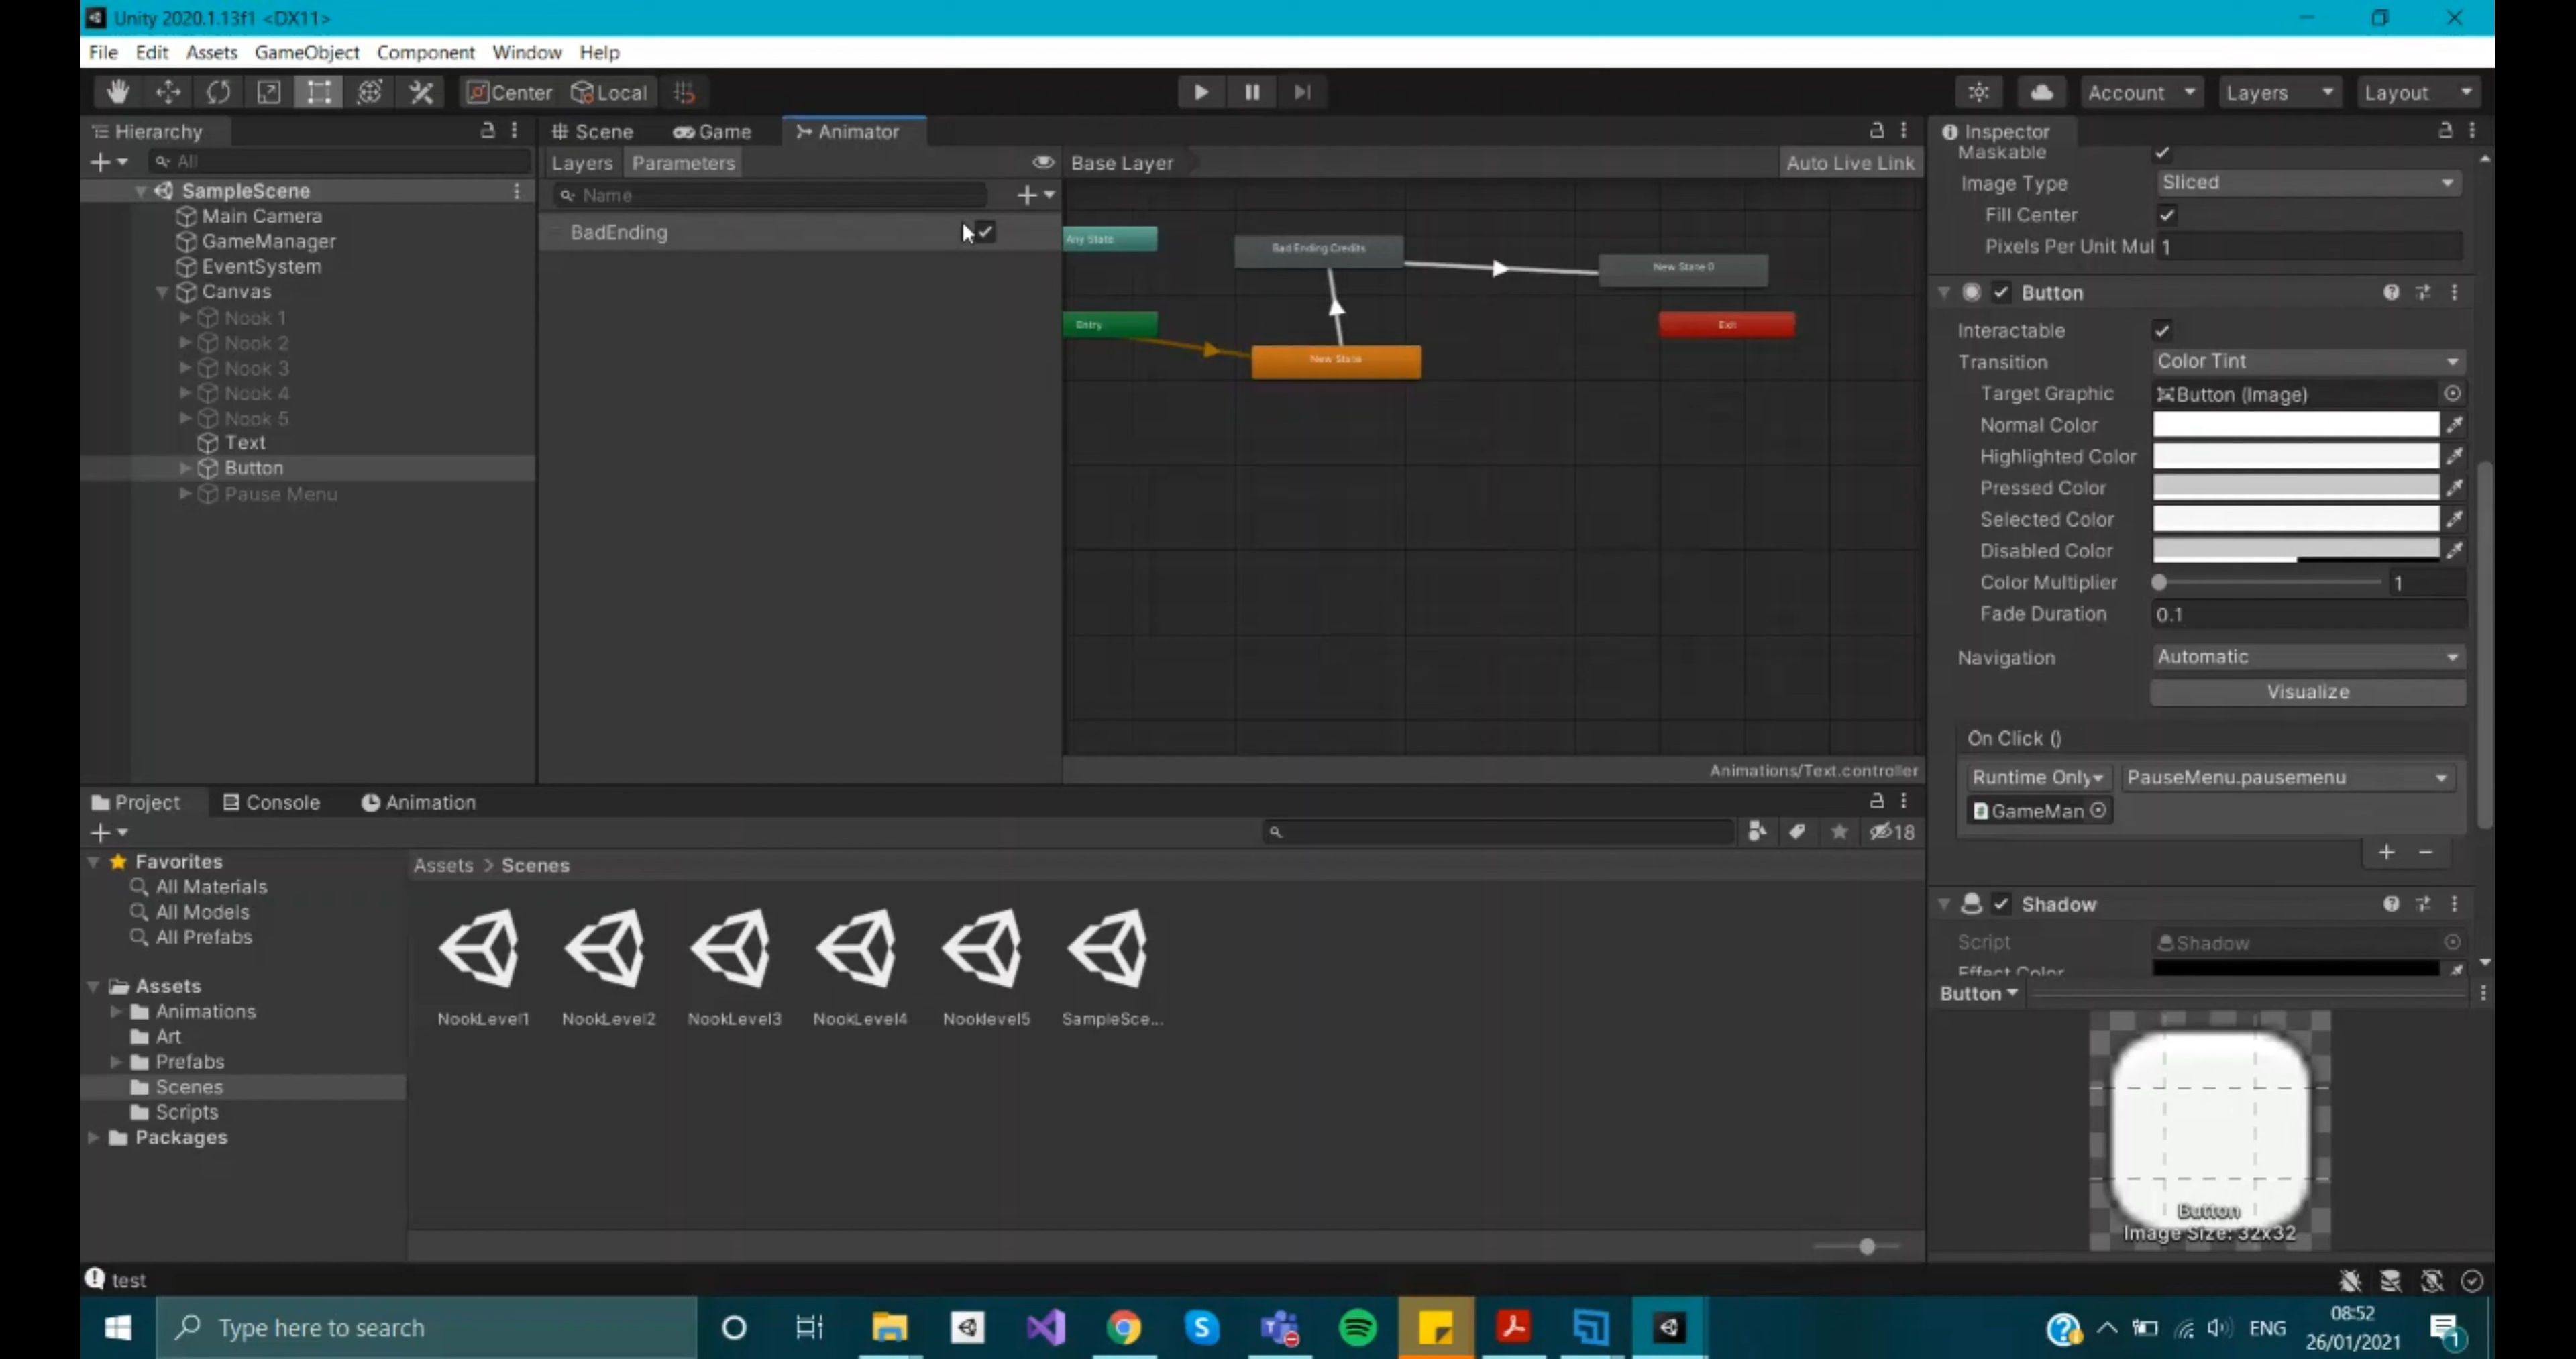 Unity 2020.1.13f1 <DX11>
File Edit Assets GameObject Component Window Help
Center Local Account Layers Layout
Hierarchy
All
SampleScene
Main Camera
GameManager
EventSystem
Canvas
Nook 1
Nook 2
Nook 3
Nook 4
Nook 5
Text
Button
Pause Menu
Scene Game Animator
Layers Parameters Base Layer Auto Live Link
Name
BadEnding
Any State
Bad Ending Credits
New State 0
Entry
Exit
New State
Animations/Text.controller
Inspector
Maskable
Image Type Sliced
Fill Center
Pixels Per Unit Mul 1
Button
Interactable
Transition Color Tint
Target Graphic Button (Image)
Normal Color
Highlighted Color
Pressed Color
Selected Color
Disabled Color
Color Multiplier 1
Fade Duration 0.1
Navigation Automatic
Visualize
On Click ()
Runtime Only PauseMenu.pausemenu
GameMan
Shadow
Script Shadow
Effect Color
Button
Button
Image Size: 32x32
Project Console Animation
18
Favorites
All Materials
All Models
All Prefabs
Assets
Animations
Art
Prefabs
Scenes
Scripts
Packages
Assets > Scenes
NookLevel1 NookLevel2 NookLevel3 NookLevel4 Nooklevel5 SampleSce...
test
Type here to search
ENG
08:52
26/01/2021
1